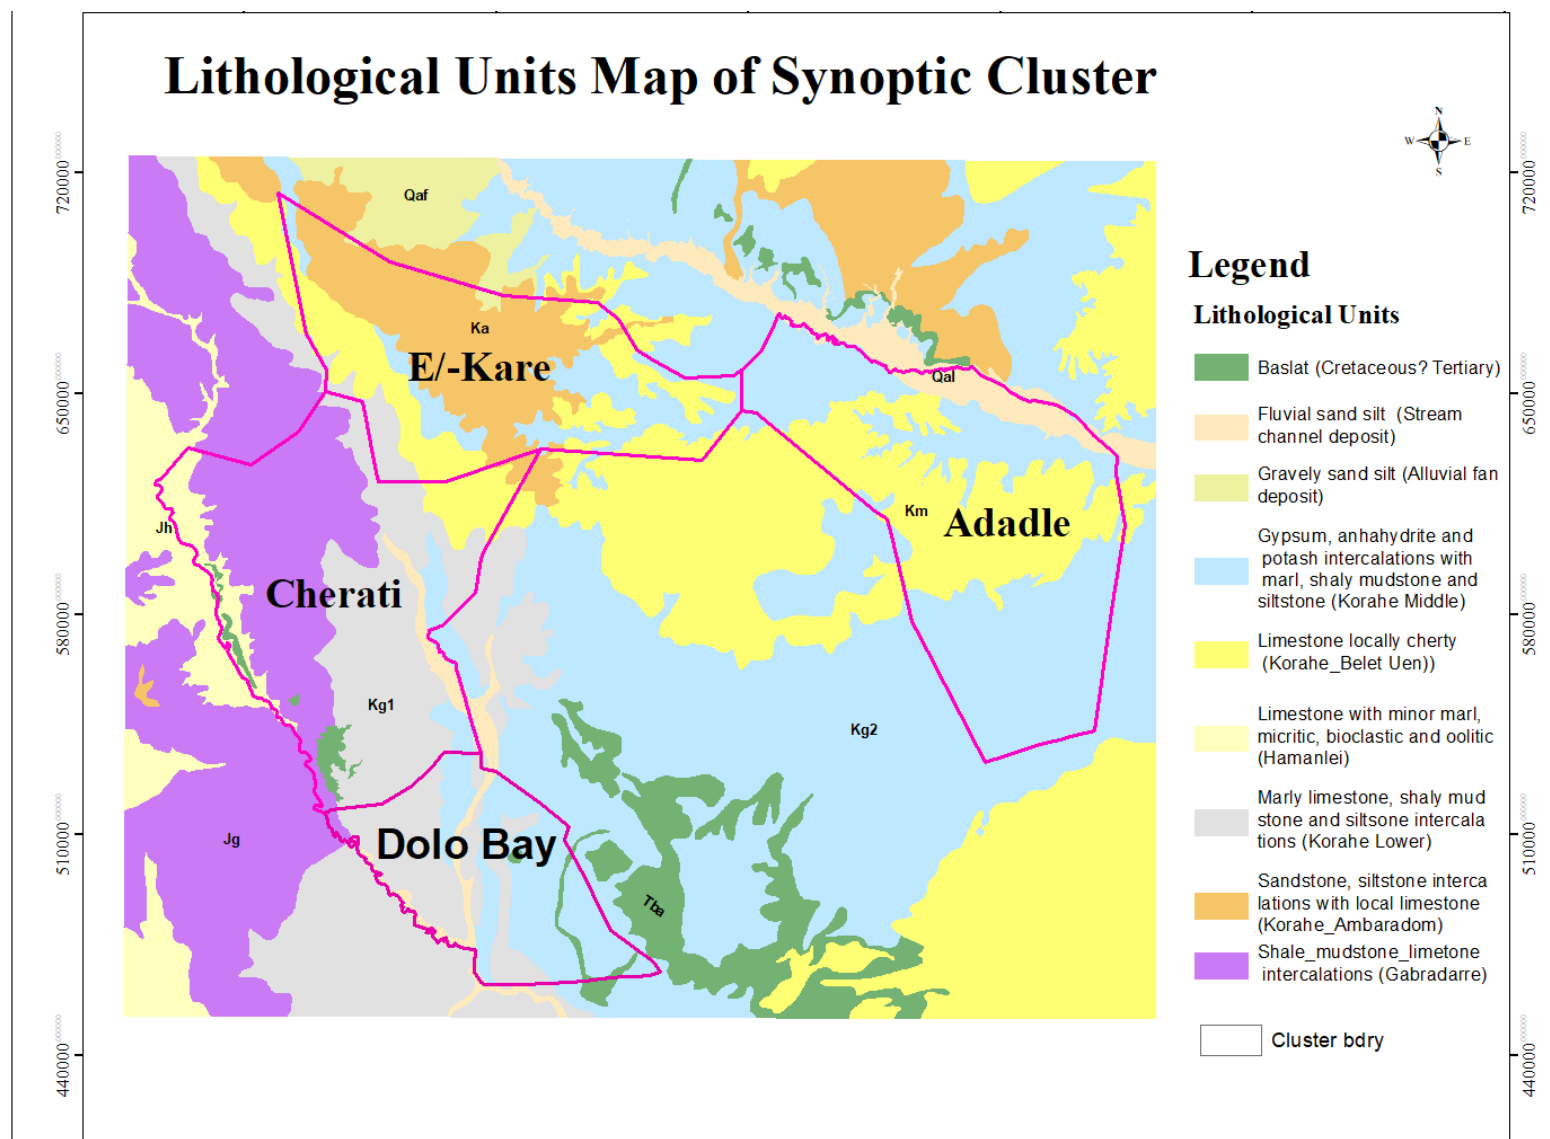 Lithological Units Map of Synoptic Cluster
N
W E
S
720000
650000
580000
510000
440000
720000
650000
580000
510000
440000
Qaf
Ka
E/-Kare
Qal
Km
Adadle
Jh
Cherati
Kg1
Kg2
Jg
Dolo Bay
Tba
Legend
Lithological Units
Baslat (Cretaceous? Tertiary)
Fluvial sand silt (Stream
channel deposit)
Gravely sand silt (Alluvial fan
deposit)
Gypsum, anhahydrite and
potash intercalations with
marl, shaly mudstone and
siltstone (Korahe Middle)
Limestone locally cherty
(Korahe_Belet Uen))
Limestone with minor marl,
micritic, bioclastic and oolitic
(Hamanlei)
Marly limestone, shaly mud
stone and siltsone intercala
tions (Korahe Lower)
Sandstone, siltstone interca
lations with local limestone
(Korahe_Ambaradom)
Shale_mudstone_limetone
intercalations (Gabradarre)
Cluster bdry